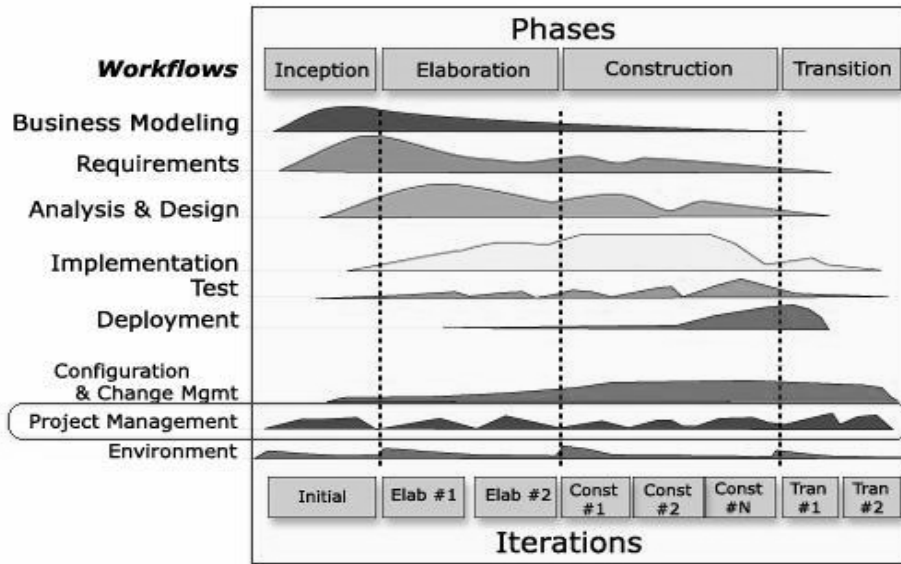 Phases
Workflows
Inception
Elaboration
Construction
Transition
Business Modeling
Requirements
Analysis & Design
Implementation
Test
Deployment
Configuration
& Change Mgmt
Project Management
Environment
Initial
Elab #1
Elab #2
Const
#1
Const
#2
Const
#N
Tran
#1
Tran
#2
Iterations